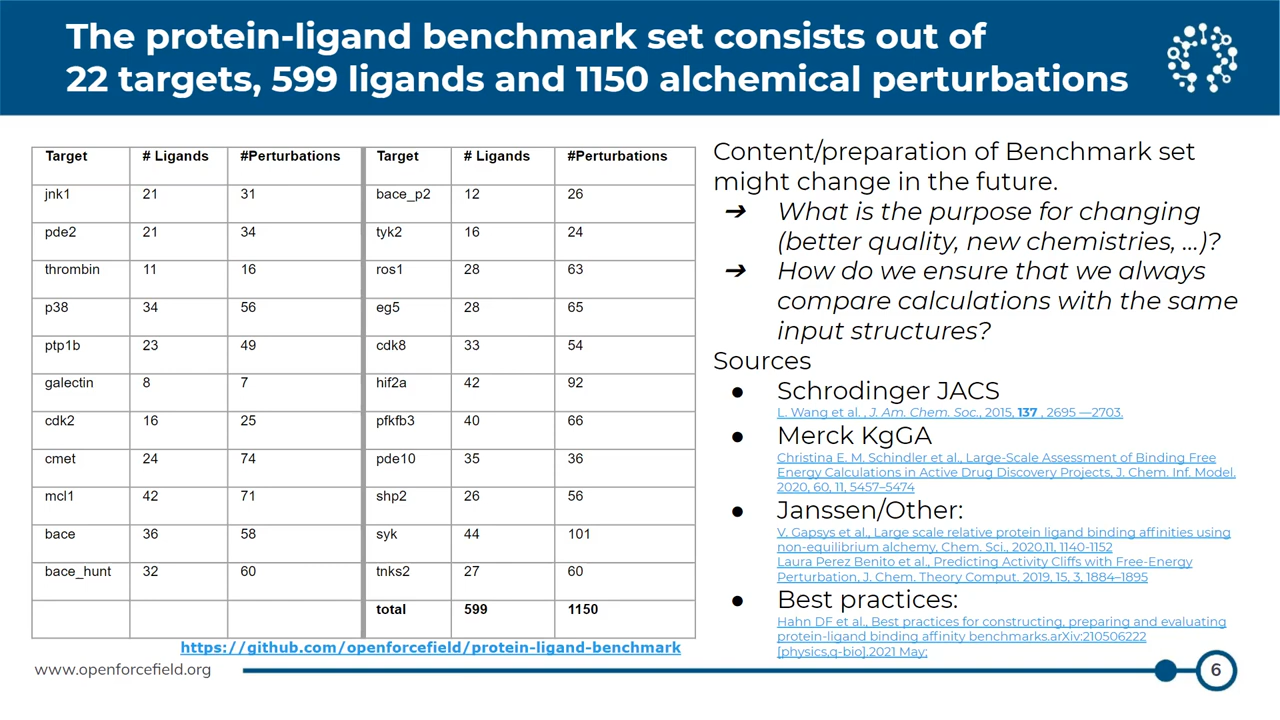 The protein-ligand benchmark set consists out of
22 targets, 599 ligands and 1150 alchemical perturbations
Target # Ligands #Perturbations Target # Ligands #Perturbations
jnk1 21 31 bace_p2 12 26
pde2 21 34 tyk2 16 24
thrombin 11 16 ros1 28 63
p38 34 56 eg5 28 65
ptp1b 23 49 cdk8 33 54
galectin 8 7 hif2a 42 92
cdk2 16 25 pfkfb3 40 66
cmet 24 74 pde10 35 36
mcl1 42 71 shp2 26 56
bace 36 58 syk 44 101
bace_hunt 32 60 tnks2 27 60
total 599 1150
https://github.com/openforcefield/protein-ligand-benchmark
Content/preparation of Benchmark set
might change in the future.
➔ What is the purpose for changing
(better quality, new chemistries, ...)?
➔ How do we ensure that we always
compare calculations with the same
input structures?
Sources
● Schrodinger JACS
L. Wang et al. , J. Am. Chem. Soc., 2015, 137 , 2695 —2703.
● Merck KgGA
Christina E. M. Schindler et al., Large-Scale Assessment of Binding Free
Energy Calculations in Active Drug Discovery Projects, J. Chem. Inf. Model.
2020, 60, 11, 5457–5474
● Janssen/Other:
V. Gapsys et al., Large scale relative protein ligand binding affinities using
non-equilibrium alchemy, Chem. Sci., 2020,11, 1140-1152
Laura Perez Benito et al., Predicting Activity Cliffs with Free-Energy
Perturbation, J. Chem. Theory Comput. 2019, 15, 3, 1884–1895
● Best practices:
Hahn DF et al., Best practices for constructing, preparing and evaluating
protein-ligand binding affinity benchmarks.arXiv:210506222
[physics,q-bio].2021 May;
www.openforcefield.org
6